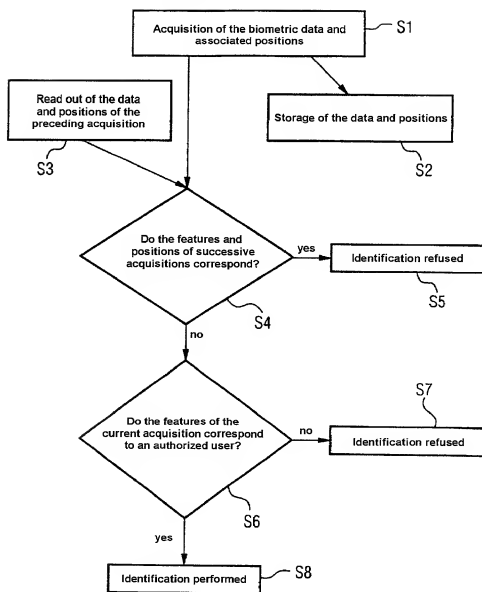 Acquisition of the biometric data and
associated positions
S1
Read out of the data
and positions of the
preceding acquisition
S3
Storage of the data and positions
S2
Do the features and
positions of successive
acquisitions correspond?
yes
Identification refused
S5
S4
no
Do the features of the
current acquisition correspond
to an authorized user?
no
S7
Identification refused
S6
yes
Identification performed
S8